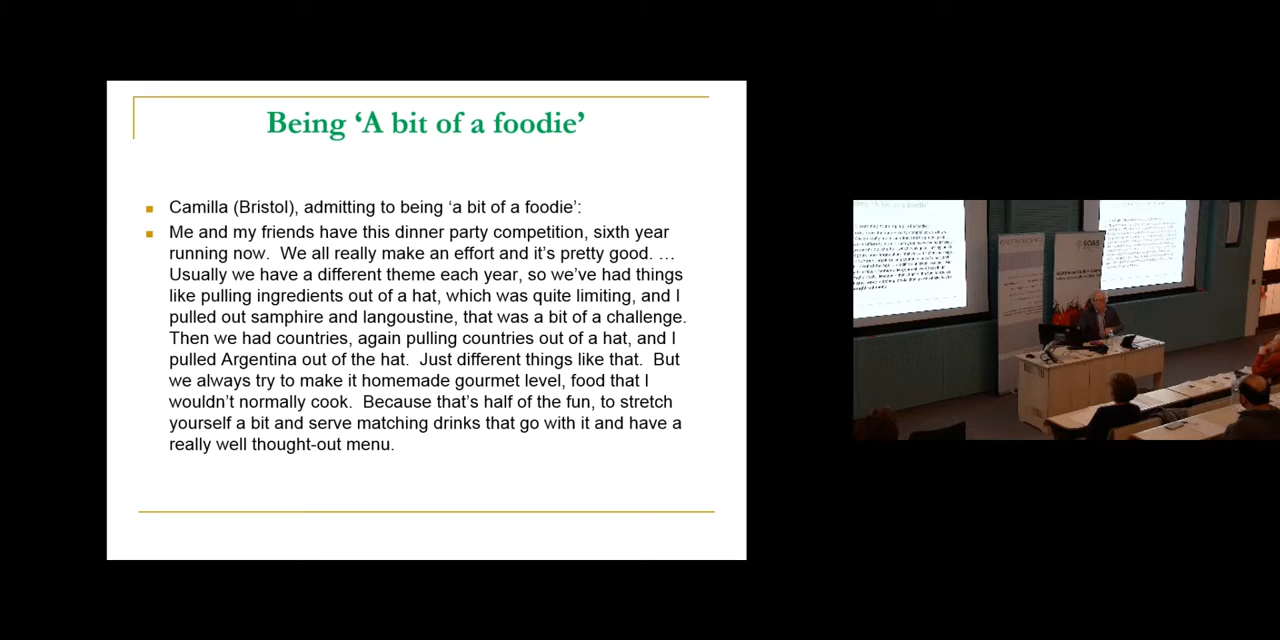 Being ‘A bit of a foodie’
Camilla (Bristol), admitting to being ‘a bit of a foodie’:
Me and my friends have this dinner party competition, sixth year
running now.  We all really make an effort and it’s pretty good.  …
Usually we have a different theme each year, so we’ve had things
like pulling ingredients out of a hat, which was quite limiting, and I
pulled out samphire and langoustine, that was a bit of a challenge.
Then we had countries, again pulling countries out of a hat, and I
pulled Argentina out of the hat.  Just different things like that.  But
we always try to make it homemade gourmet level, food that I
wouldn’t normally cook.  Because that’s half of the fun, to stretch
yourself a bit and serve matching drinks that go with it and have a
really well thought-out menu.
SOAS